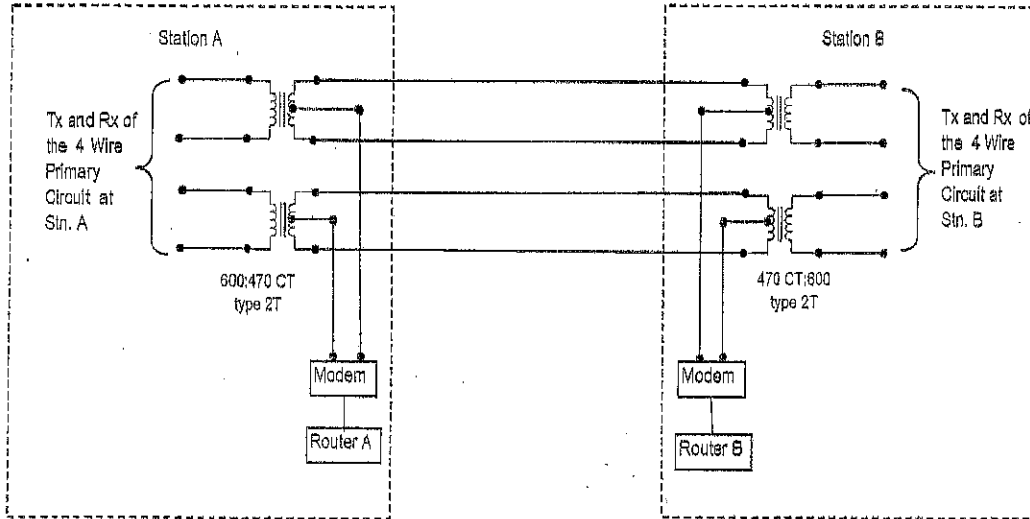 Station A
Station B
Tx and Rx of
the 4 Wire
Primary
Circuit at
Stn. A
Tx and Rx of
the 4 Wire
Primary
Circuit at
Stn. B
600:470 CT
type 2T
470 CT:600
type 2T
Modem
Router A
Modem
Router B